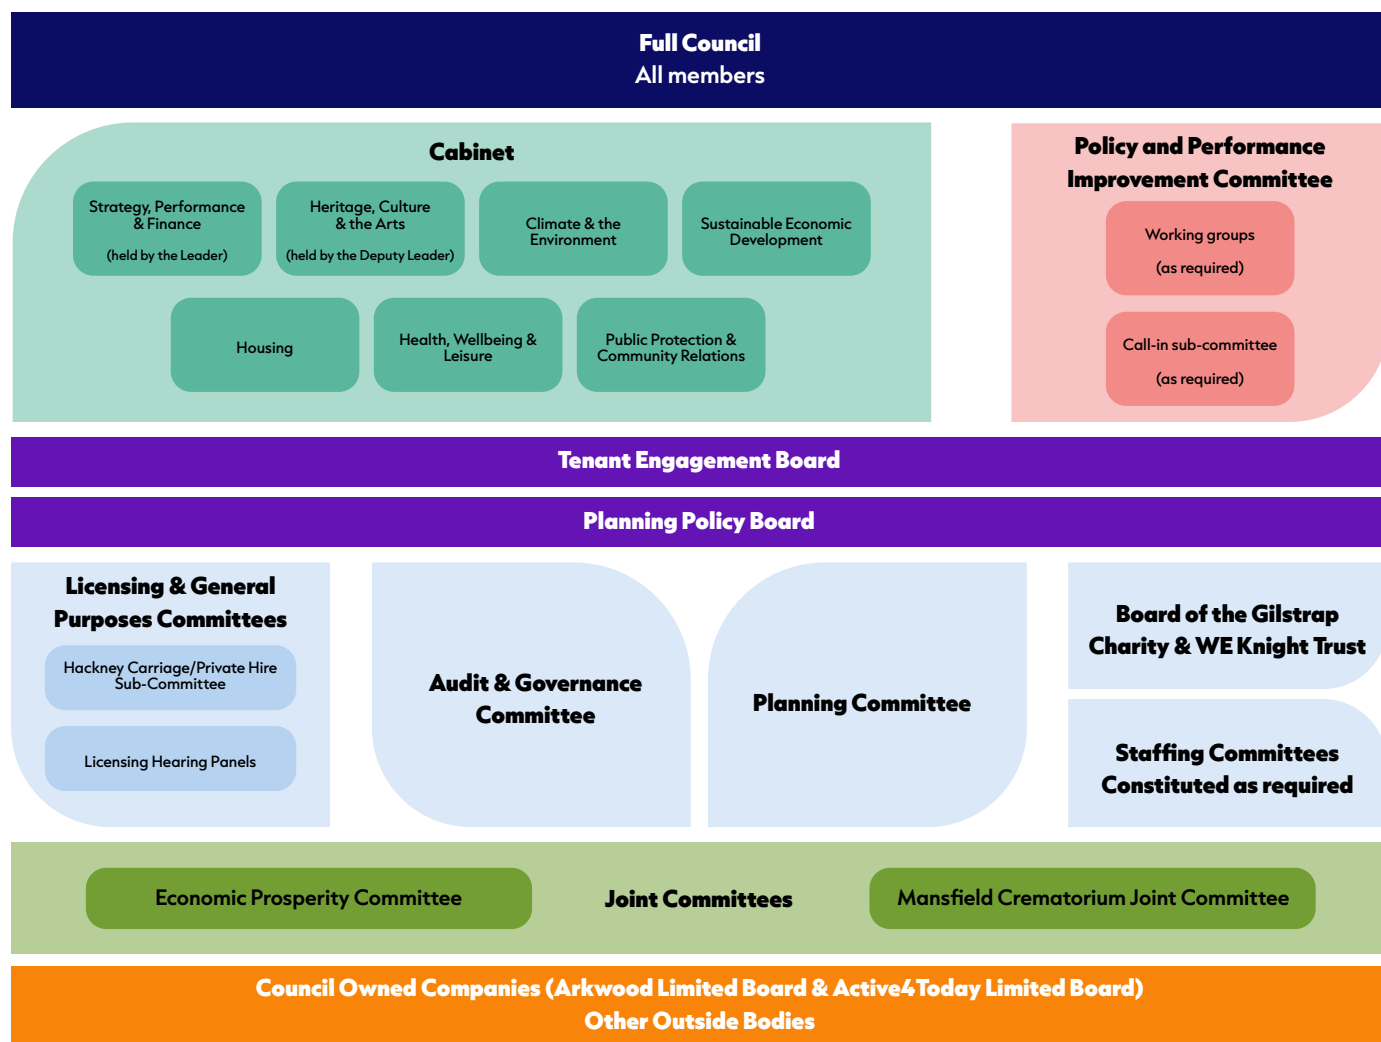 Full Council
All members
Cabinet
Strategy, Performance
& Finance
(held by the Leader)
Heritage, Culture
& the Arts
(held by the Deputy Leader)
Climate & the
Environment
Sustainable Economic
Development
Housing
Health, Wellbeing &
Leisure
Public Protection &
Community Relations
Policy and Performance
Improvement Committee
Working groups
(as required)
Call-in sub-committee
(as required)
Tenant Engagement Board
Planning Policy Board
Licensing & General
Purposes Committees
Hackney Carriage/Private Hire
Sub-Committee
Licensing Hearing Panels
Audit & Governance
Committee
Planning Committee
Board of the Gilstrap
Charity & WE Knight Trust
Staffing Committees
Constituted as required
Economic Prosperity Committee
Joint Committees
Mansfield Crematorium Joint Committee
Council Owned Companies (Arkwood Limited Board & Active4Today Limited Board)
Other Outside Bodies